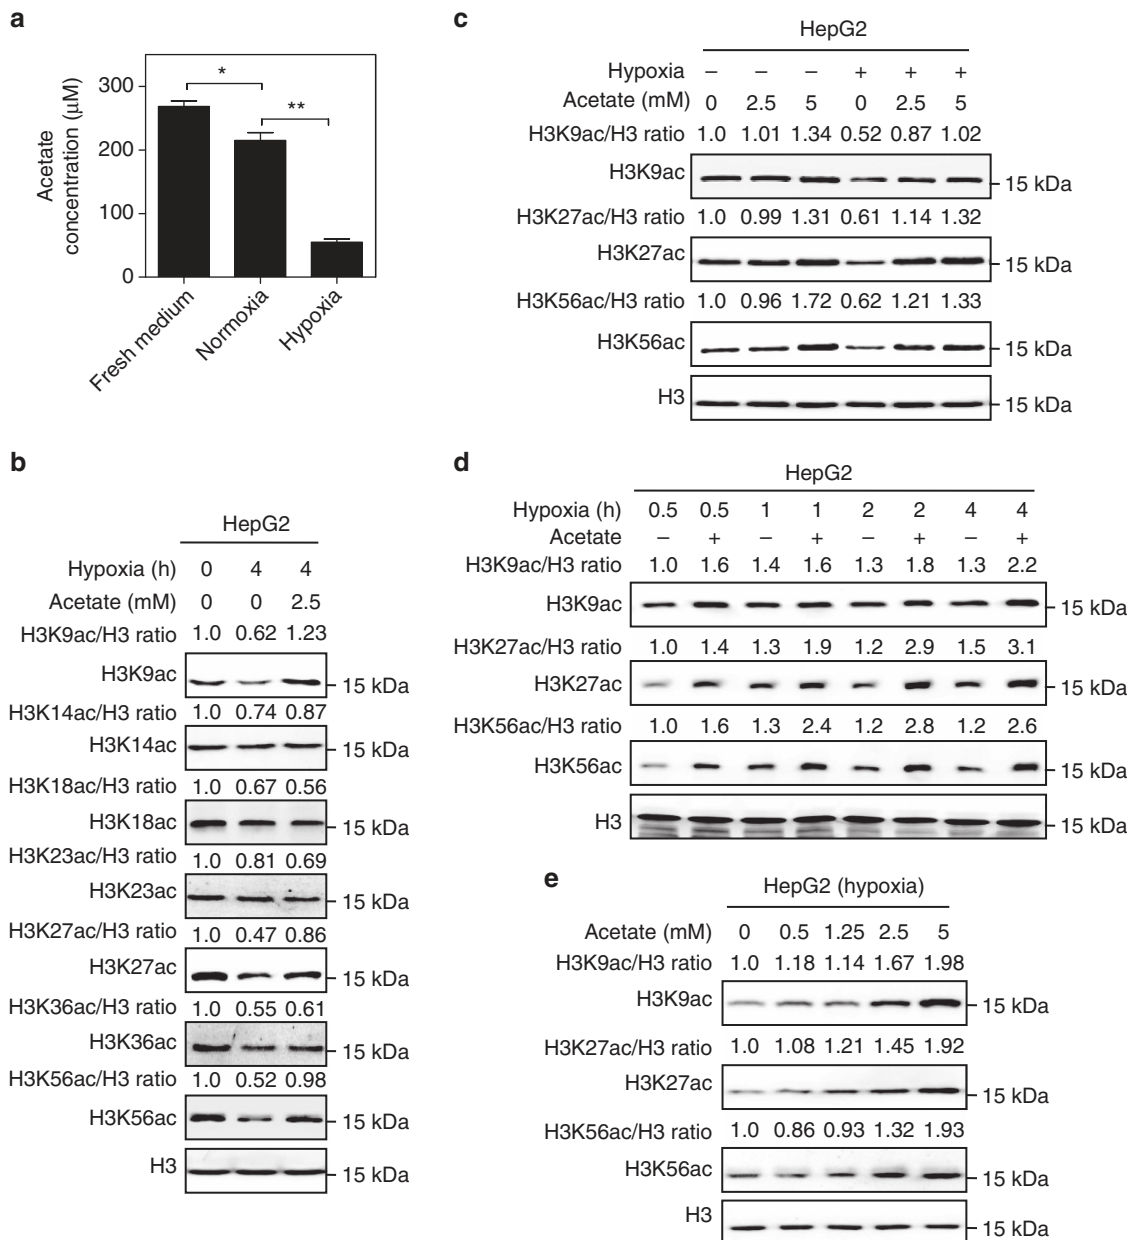 a
Acetate
concentration (µM)
300
200
100
0
*
**
Fresh medium
Normoxia
Hypoxia
b
HepG2
Hypoxia (h) 0 4 4
Acetate (mM) 0 0 2.5
H3K9ac/H3 ratio 1.0 0.62 1.23
H3K9ac 15 kDa
H3K14ac/H3 ratio 1.0 0.74 0.87
H3K14ac 15 kDa
H3K18ac/H3 ratio 1.0 0.67 0.56
H3K18ac 15 kDa
H3K23ac/H3 ratio 1.0 0.81 0.69
H3K23ac 15 kDa
H3K27ac/H3 ratio 1.0 0.47 0.86
H3K27ac 15 kDa
H3K36ac/H3 ratio 1.0 0.55 0.61
H3K36ac 15 kDa
H3K56ac/H3 ratio 1.0 0.52 0.98
H3K56ac 15 kDa
H3 15 kDa
c
HepG2
Hypoxia – – – + + +
Acetate (mM) 0 2.5 5 0 2.5 5
H3K9ac/H3 ratio 1.0 1.01 1.34 0.52 0.87 1.02
H3K9ac 15 kDa
H3K27ac/H3 ratio 1.0 0.99 1.31 0.61 1.14 1.32
H3K27ac 15 kDa
H3K56ac/H3 ratio 1.0 0.96 1.72 0.62 1.21 1.33
H3K56ac 15 kDa
H3 15 kDa
d
HepG2
Hypoxia (h) 0.5 0.5 1 1 2 2 4 4
Acetate – + – + – + – +
H3K9ac/H3 ratio 1.0 1.6 1.4 1.6 1.3 1.8 1.3 2.2
H3K9ac 15 kDa
H3K27ac/H3 ratio 1.0 1.4 1.3 1.9 1.2 2.9 1.5 3.1
H3K27ac 15 kDa
H3K56ac/H3 ratio 1.0 1.6 1.3 2.4 1.2 2.8 1.2 2.6
H3K56ac 15 kDa
H3 15 kDa
e
HepG2 (hypoxia)
Acetate (mM) 0 0.5 1.25 2.5 5
H3K9ac/H3 ratio 1.0 1.18 1.14 1.67 1.98
H3K9ac 15 kDa
H3K27ac/H3 ratio 1.0 1.08 1.21 1.45 1.92
H3K27ac 15 kDa
H3K56ac/H3 ratio 1.0 0.86 0.93 1.32 1.93
H3K56ac 15 kDa
H3 15 kDa